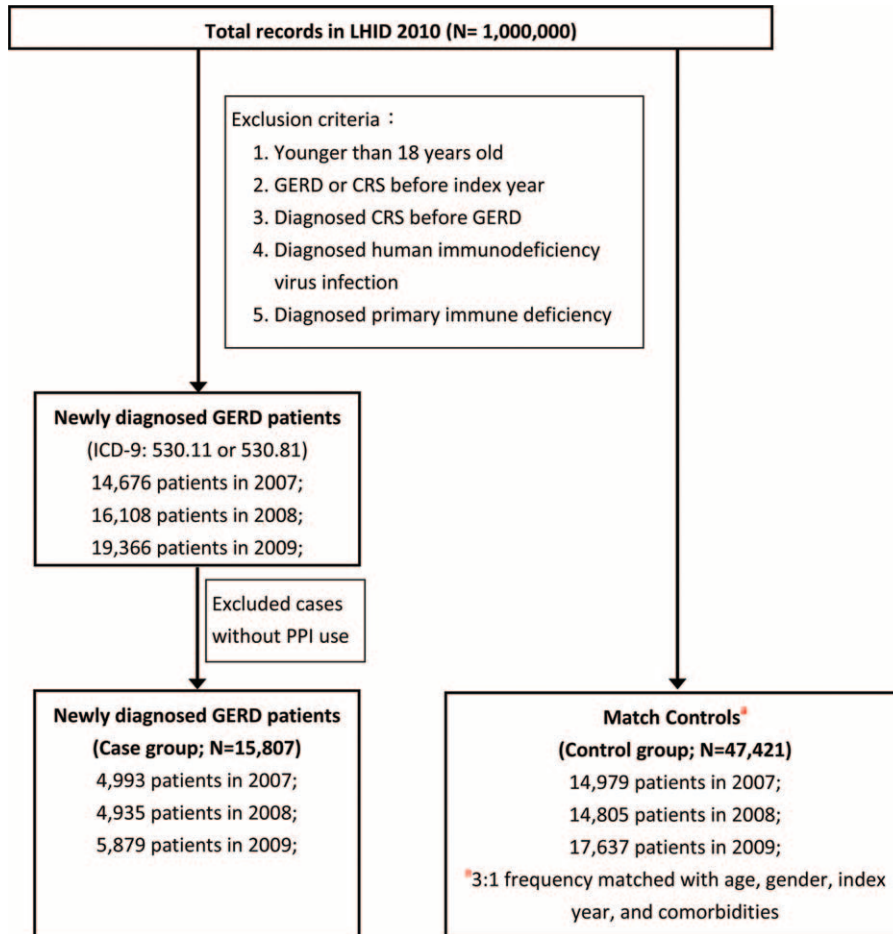 Total records in LHID 2010 (N= 1,000,000)
Exclusion criteria：
1. Younger than 18 years old
2. GERD or CRS before index year
3. Diagnosed CRS before GERD
4. Diagnosed human immunodeficiency
virus infection
5. Diagnosed primary immune deficiency
Newly diagnosed GERD patients
(ICD-9: 530.11 or 530.81)
14,676 patients in 2007;
16,108 patients in 2008;
19,366 patients in 2009;
Excluded cases
without PPI use
Newly diagnosed GERD patients
(Case group; N=15,807)
4,993 patients in 2007;
4,935 patients in 2008;
5,879 patients in 2009;
Match Controlsª
(Control group; N=47,421)
14,979 patients in 2007;
14,805 patients in 2008;
17,637 patients in 2009;
ª3:1 frequency matched with age, gender, index
year, and comorbidities